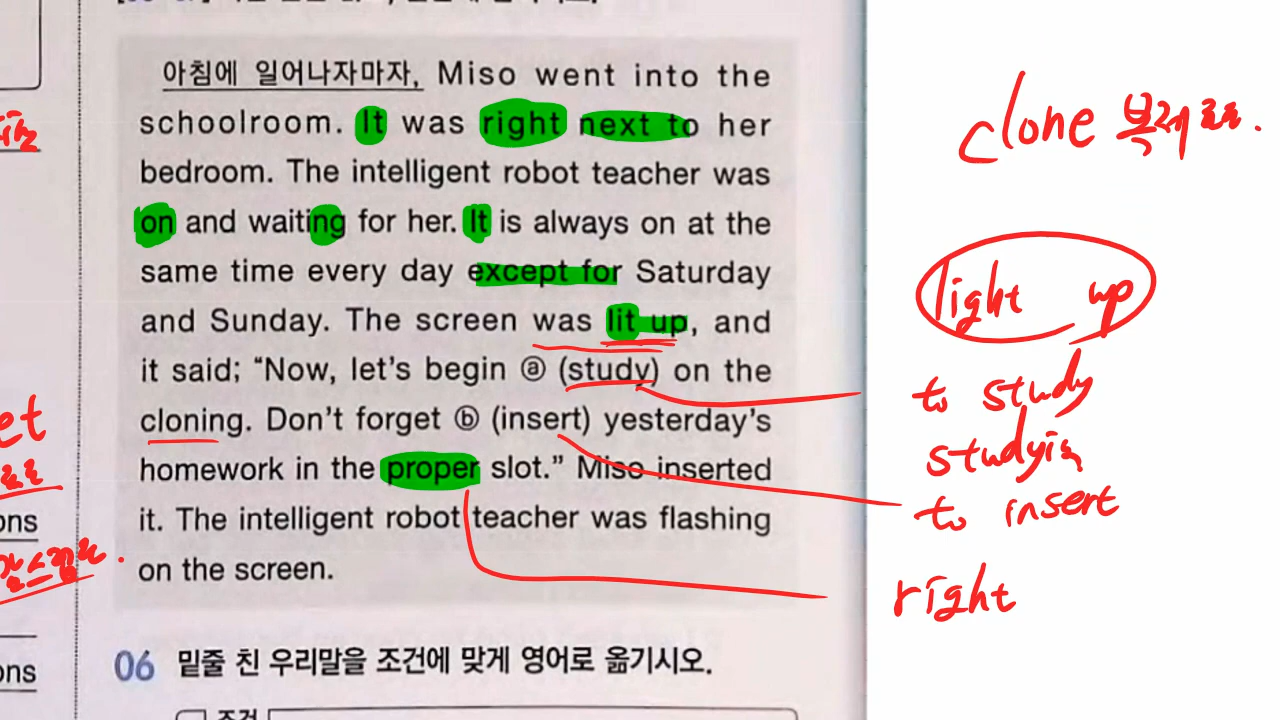 아침에 일어나자마자, Miso went into the
schoolroom. It was right next to her
bedroom. The intelligent robot teacher was
on and waiting for her. It is always on at the
same time every day except for Saturday
and Sunday. The screen was lit up, and
it said; “Now, let’s begin ⓐ (study) on the
cloning. Don’t forget ⓑ (insert) yesterday’s
homework in the proper slot.” Miso inserted
it. The intelligent robot teacher was flashing
on the screen.
06 밑줄 친 우리말을 조건에 맞게 영어로 옮기시오.
조건
ons
ons
et
clone
light up
to study
to insert
right